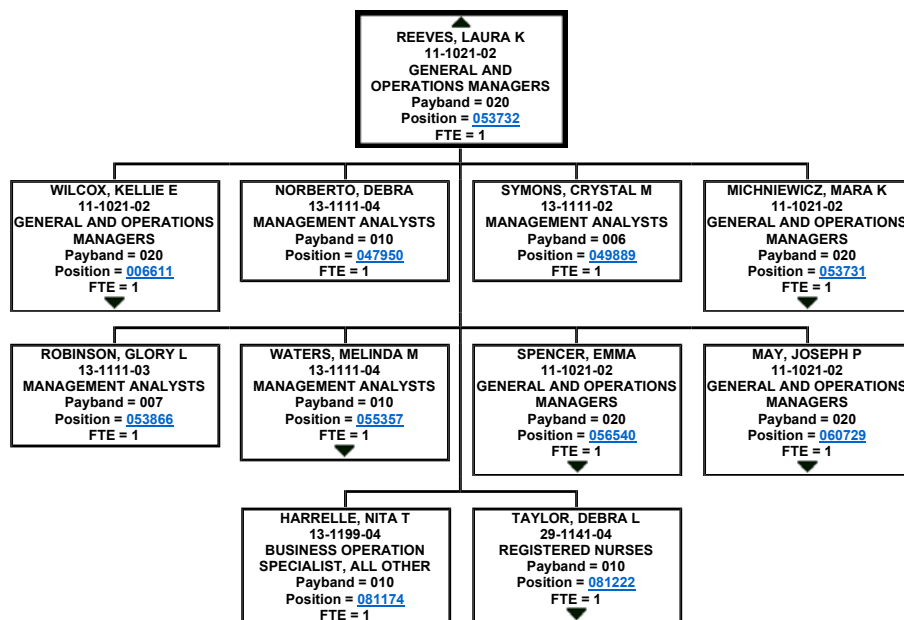 REEVES, LAURA K
11-1021-02
GENERAL AND
OPERATIONS MANAGERS
Payband = 020
Position = 053732
FTE = 1
WILCOX, KELLIE E
11-1021-02
GENERAL AND OPERATIONS
MANAGERS
Payband = 020
Position = 006611
FTE = 1
NORBERTO, DEBRA
13-1111-04
MANAGEMENT ANALYSTS
Payband = 010
Position = 047950
FTE = 1
SYMONS, CRYSTAL M
13-1111-02
MANAGEMENT ANALYSTS
Payband = 006
Position = 049889
FTE = 1
MICHNIEWICZ, MARA K
11-1021-02
GENERAL AND OPERATIONS
MANAGERS
Payband = 020
Position = 053731
FTE = 1
ROBINSON, GLORY L
13-1111-03
MANAGEMENT ANALYSTS
Payband = 007
Position = 053866
FTE = 1
WATERS, MELINDA M
13-1111-04
MANAGEMENT ANALYSTS
Payband = 010
Position = 055357
FTE = 1
SPENCER, EMMA
11-1021-02
GENERAL AND OPERATIONS
MANAGERS
Payband = 020
Position = 056540
FTE = 1
MAY, JOSEPH P
11-1021-02
GENERAL AND OPERATIONS
MANAGERS
Payband = 020
Position = 060729
FTE = 1
HARRELLE, NITA T
13-1199-04
BUSINESS OPERATION
SPECIALIST, ALL OTHER
Payband = 010
Position = 081174
FTE = 1
TAYLOR, DEBRA L
29-1141-04
REGISTERED NURSES
Payband = 010
Position = 081222
FTE = 1